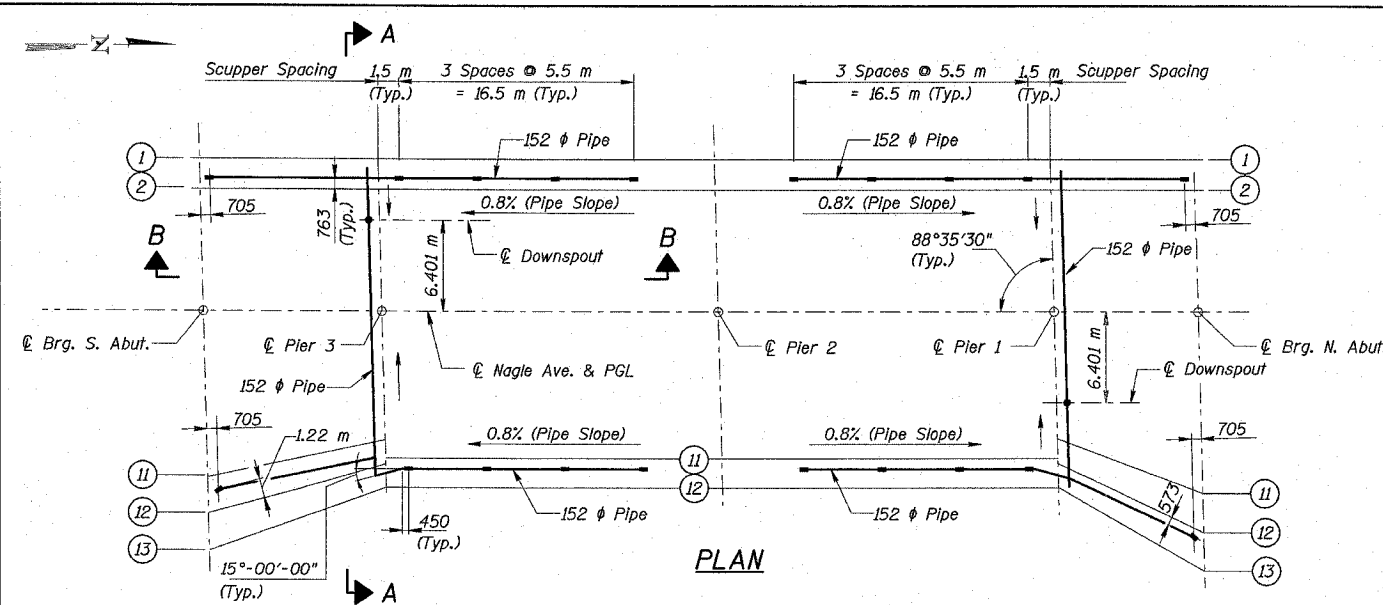 A
Z
Scupper Spacing
1.5 m
(Typ.)
3 Spaces @ 5.5 m
= 16.5 m (Typ.)
3 Spaces @ 5.5 m
= 16.5 m (Typ.)
1.5 m
(Typ.)
Scupper Spacing
152 ϕ Pipe
152 ϕ Pipe
1
2
1
2
705
763
(Typ.)
0.8% (Pipe Slope)
0.8% (Pipe Slope)
705
B
B
6.401 m
℄ Downspout
88°35'30"
(Typ.)
152 ϕ Pipe
℄ Brg. S. Abut.
℄ Pier 3
℄ Nagle Ave. & PGL
℄ Pier 2
℄ Pier 1
℄ Brg. N. Abut.
6.401 m
℄ Downspout
152 ϕ Pipe
705
1.22 m
0.8% (Pipe Slope)
0.8% (Pipe Slope)
705
11
12
13
11
12
11
12
13
573
450
(Typ.)
152 ϕ Pipe
152 ϕ Pipe
15°-00'-00"
(Typ.)
A
PLAN